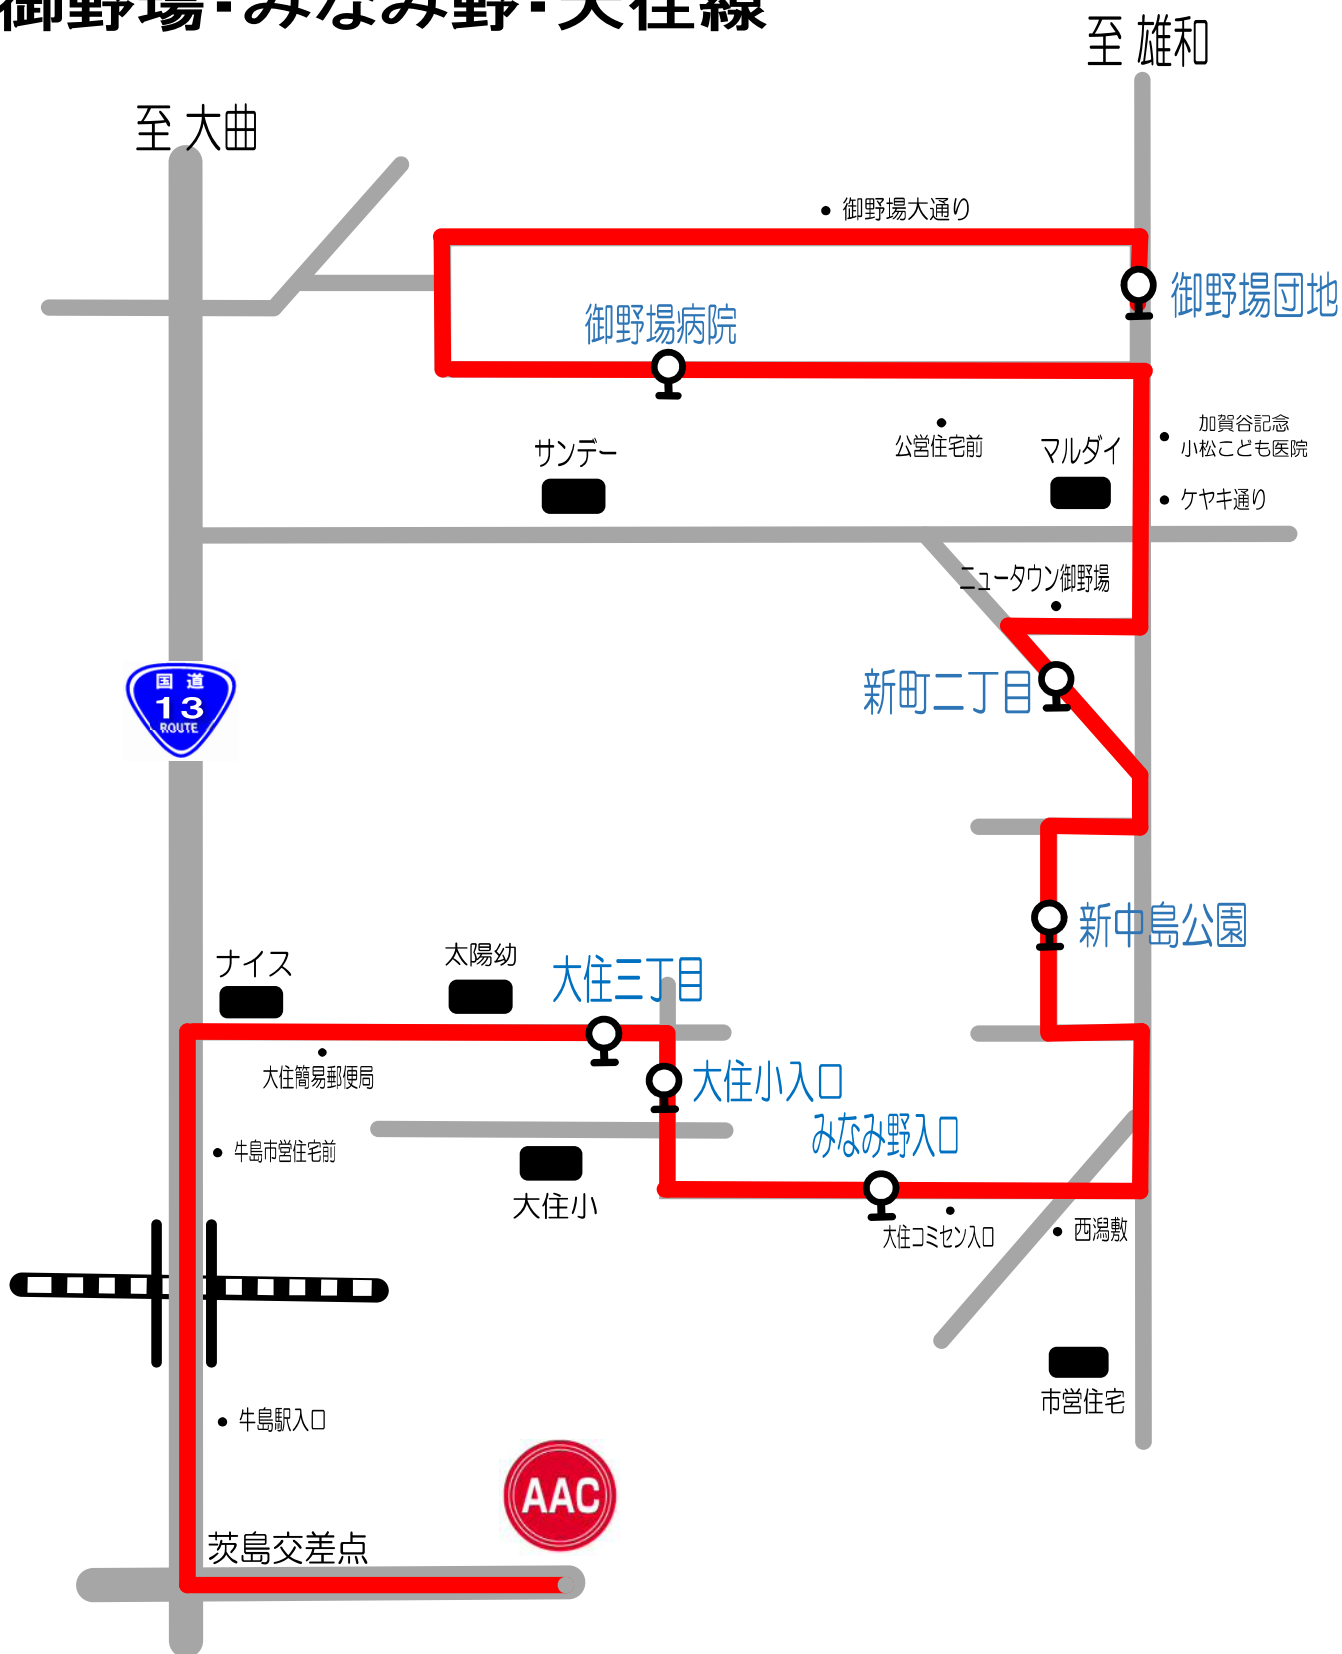 御野場・みなみ野・大住線
至 雄和
至 大曲
御野場大通り
御野場団地
御野場病院
加賀谷記念
小松こども医院
公営住宅前
サンデー
マルダイ
ケヤキ通り
ニュータウン御野場
新町二丁目
国道
13
ROUTE
新中島公園
ナイス
太陽幼
大住三丁目
大住簡易郵便局
大住小入口
みなみ野入口
牛島市営住宅前
大住小
大住コミセン入口
西潟敷
市営住宅
牛島駅入口
AAC
茨島交差点